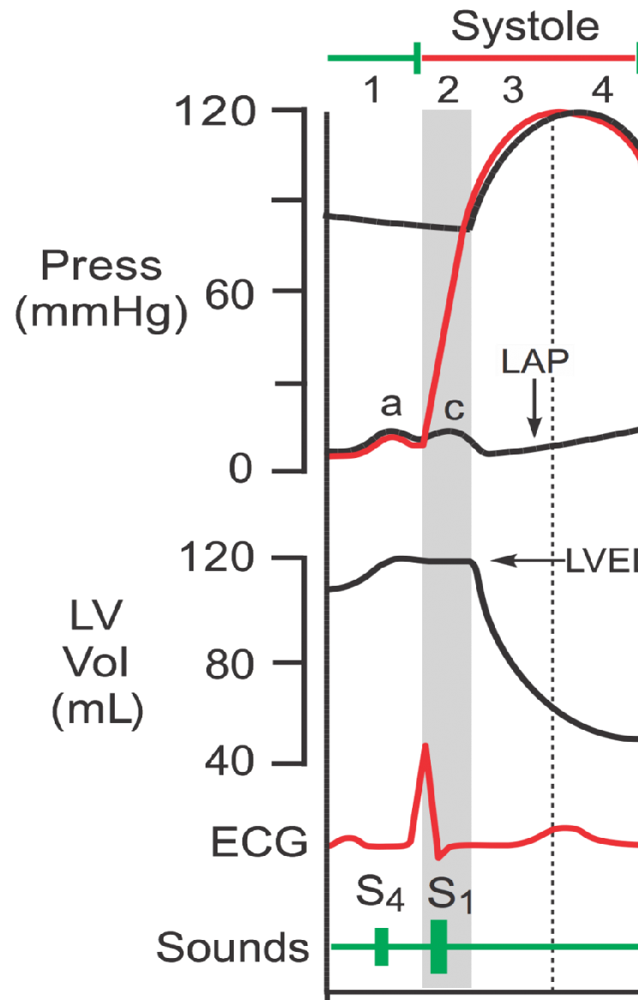 Systole
1 2 3 4
120
Press
(mmHg)
60
LAP
a
c
0
120
LVE
LV
Vol
(mL)
80
40
ECG
S₄ S₁
Sounds